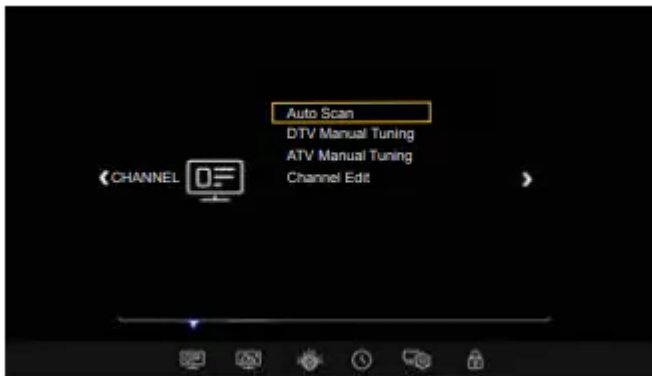 Auto Scan
DTV Manual Tuning
ATV Manual Tuning
CHANNEL
Channel Edit